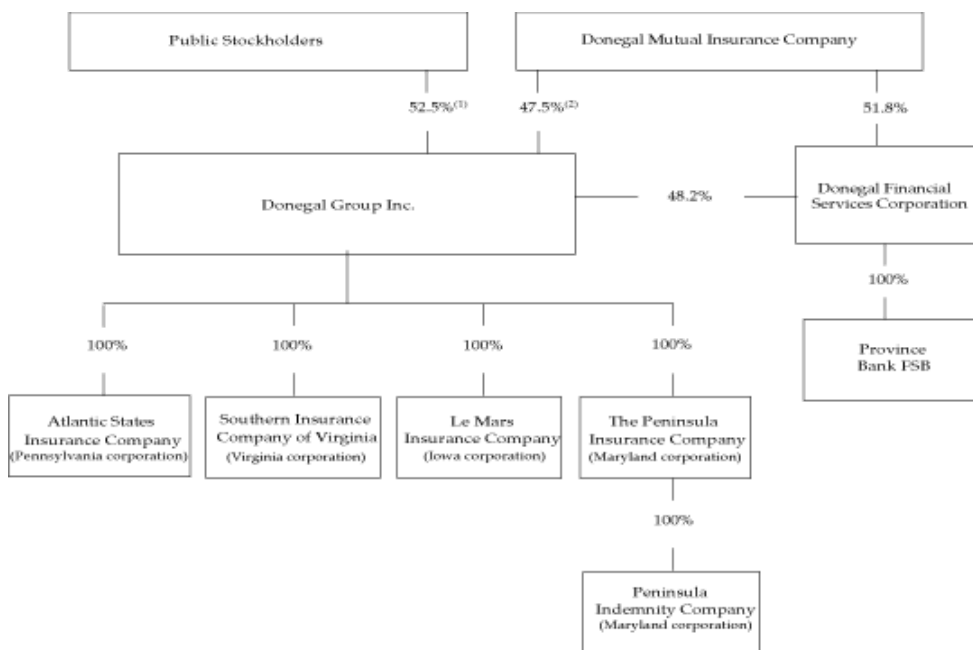 Public Stockholders
Donegal Mutual Insurance Company
52.5%(1)
47.5%(2)
51.8%
Donegal Group Inc.
48.2%
Donegal Financial
Services Corporation
100%
100%
100%
100%
100%
Province
Bank FSB
Atlantic States
Insurance Company
(Pennsylvania corporation)
Southern Insurance
Company of Virginia
(Virginia corporation)
Le Mars
Insurance Company
(Iowa corporation)
The Peninsula
Insurance Company
(Maryland corporation)
100%
Peninsula
Indemnity Company
(Maryland corporation)